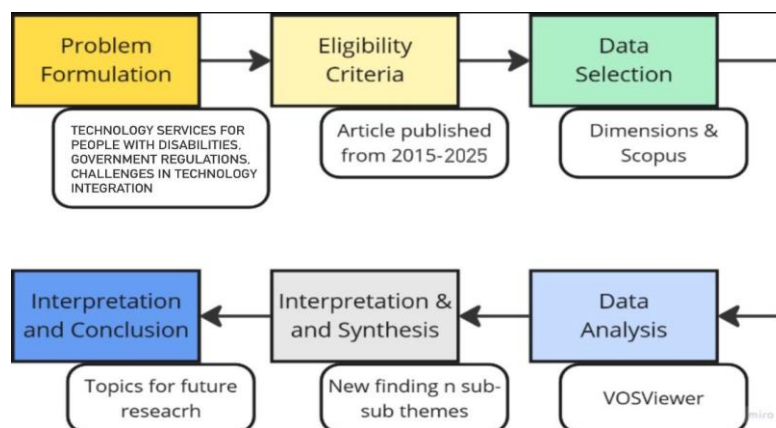 Problem
Formulation
Eligibility
Criteria
Data
Selection
TECHNOLOGY SERVICES FOR
PEOPLE WITH DISABILITIES,
GOVERNMENT REGULATIONS,
CHALLENGES IN TECHNOLOGY
INTEGRATION
Article published
from 2015-2025
Dimensions &
Scopus
Interpretation
and Conclusion
Interpretation &
and Synthesis
Data
Analysis
Topics for future
reseacrh
New finding n sub-
sub themes
VOSViewer
miro